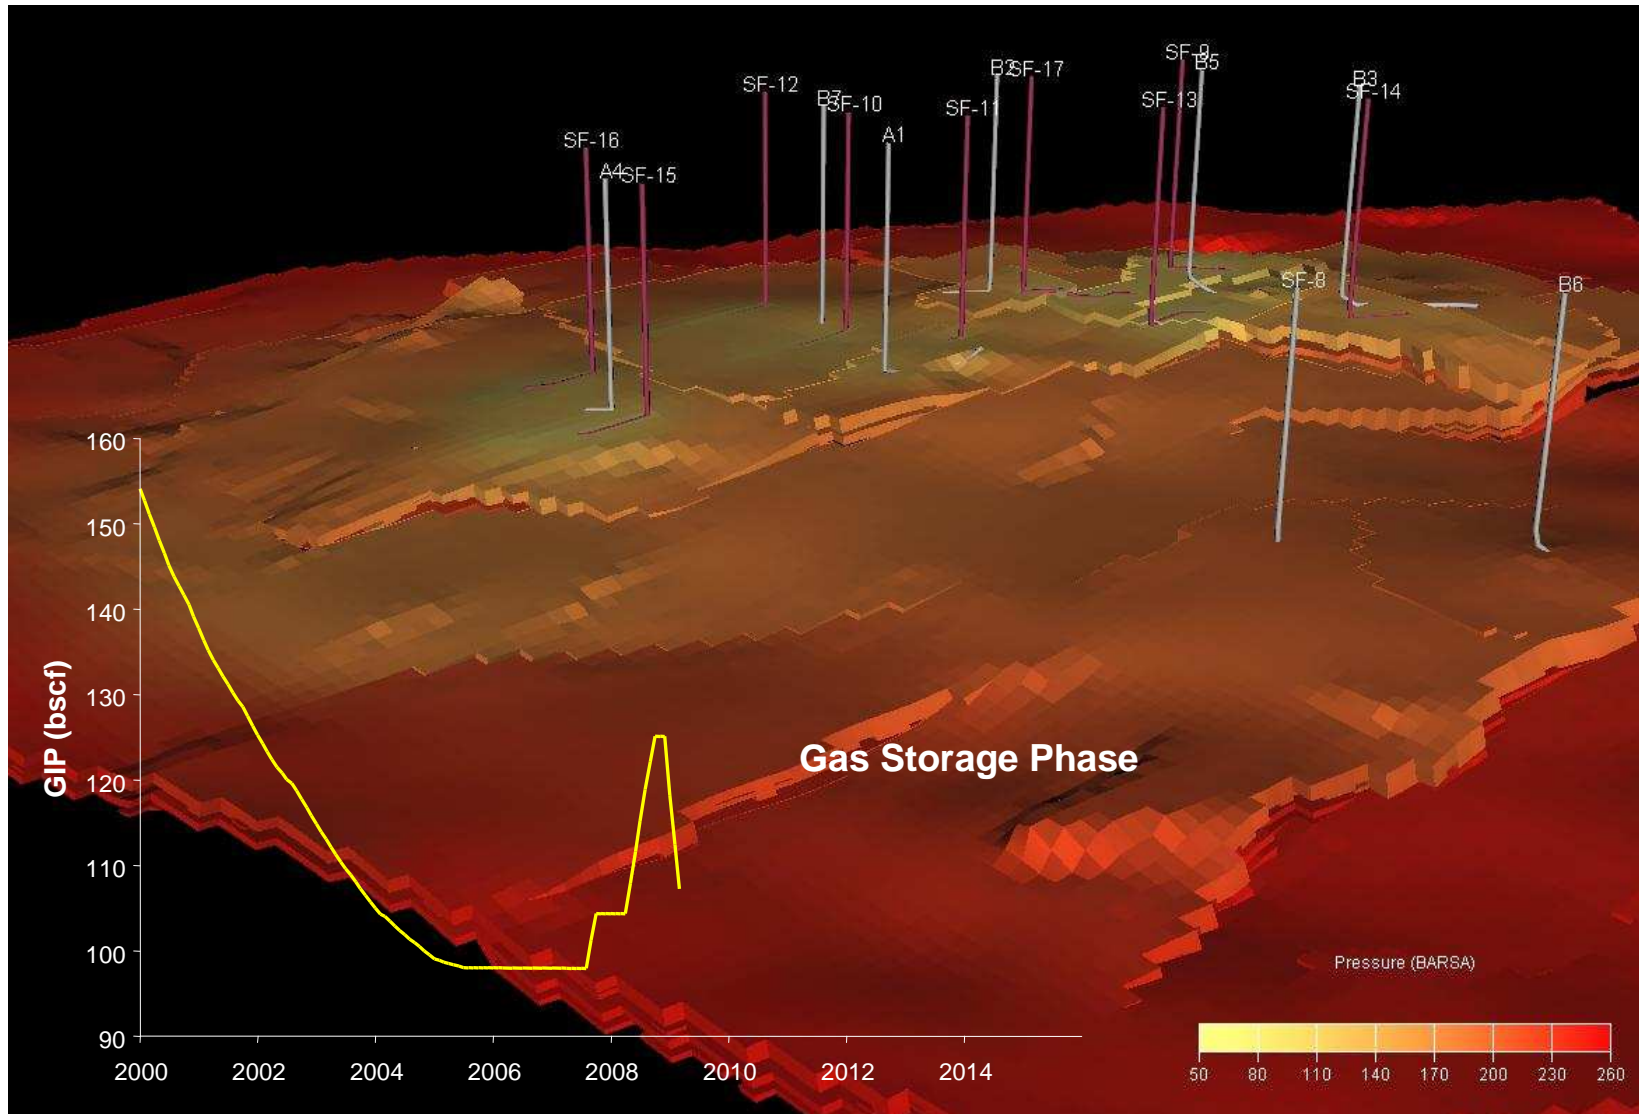 SF-9
B5
B2
SF-17
B3
SF-14
SF-12
B7
SF-10
SF-11
SF-13
A1
SF-16
A4
SF-15
SF-8
B6
160
150
140
130
120
110
100
90
GIP (bscf)
Gas Storage Phase
2000 2002 2004 2006 2008 2010 2012 2014
Pressure (BARSA)
50 80 110 140 170 200 230 260